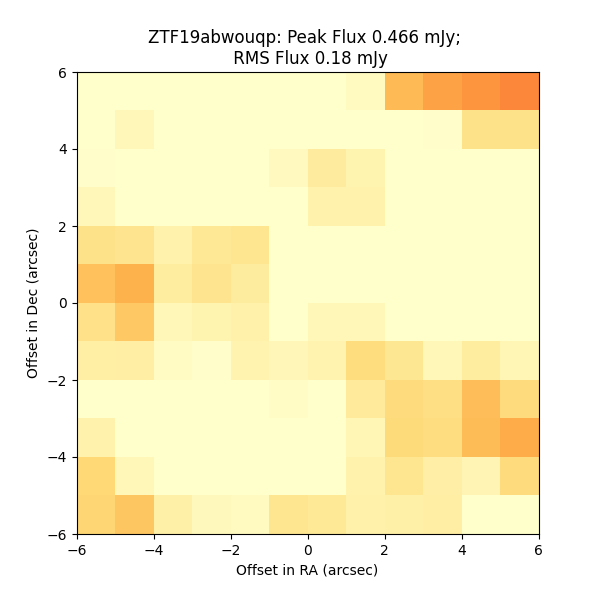 ZTF19abwouqp: Peak Flux 0.466 mJy;
RMS Flux 0.18 mJy
6
4
2
0
−2
−4
−6
Offset in Dec (arcsec)
−6 −4 −2 0 2 4 6
Offset in RA (arcsec)